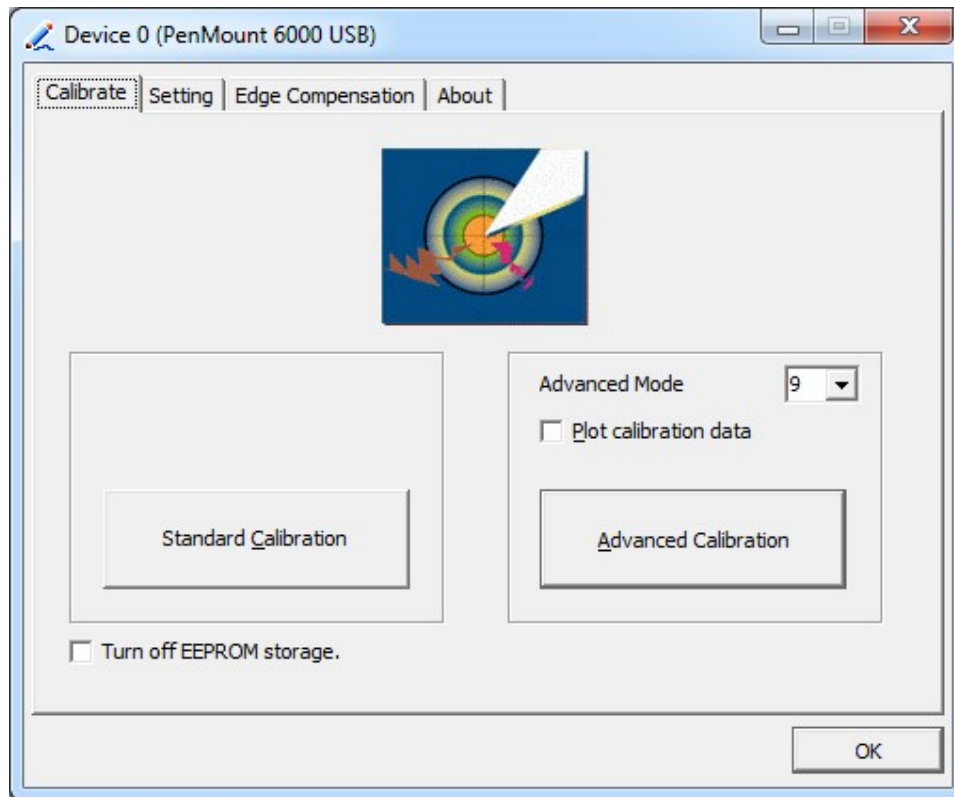 Device 0 (PenMount 6000 USB)
Calibrate Setting Edge Compensation About
Advanced Mode 9
Plot calibration data
Standard Calibration
Advanced Calibration
Turn off EEPROM storage.
OK